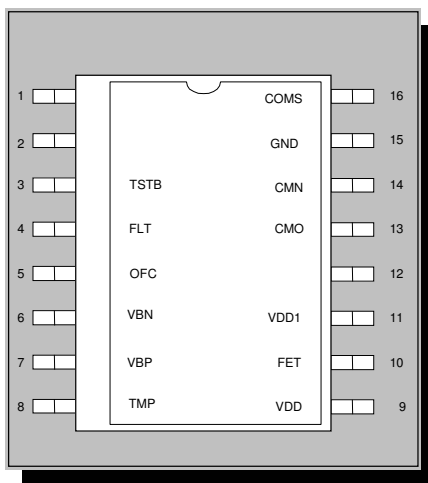 1 COMS 16
2 GND 15
3 TSTB CMN 14
4 FLT CMO 13
5 OFC 12
6 VBN VDD1 11
7 VBP FET 10
8 TMP VDD 9